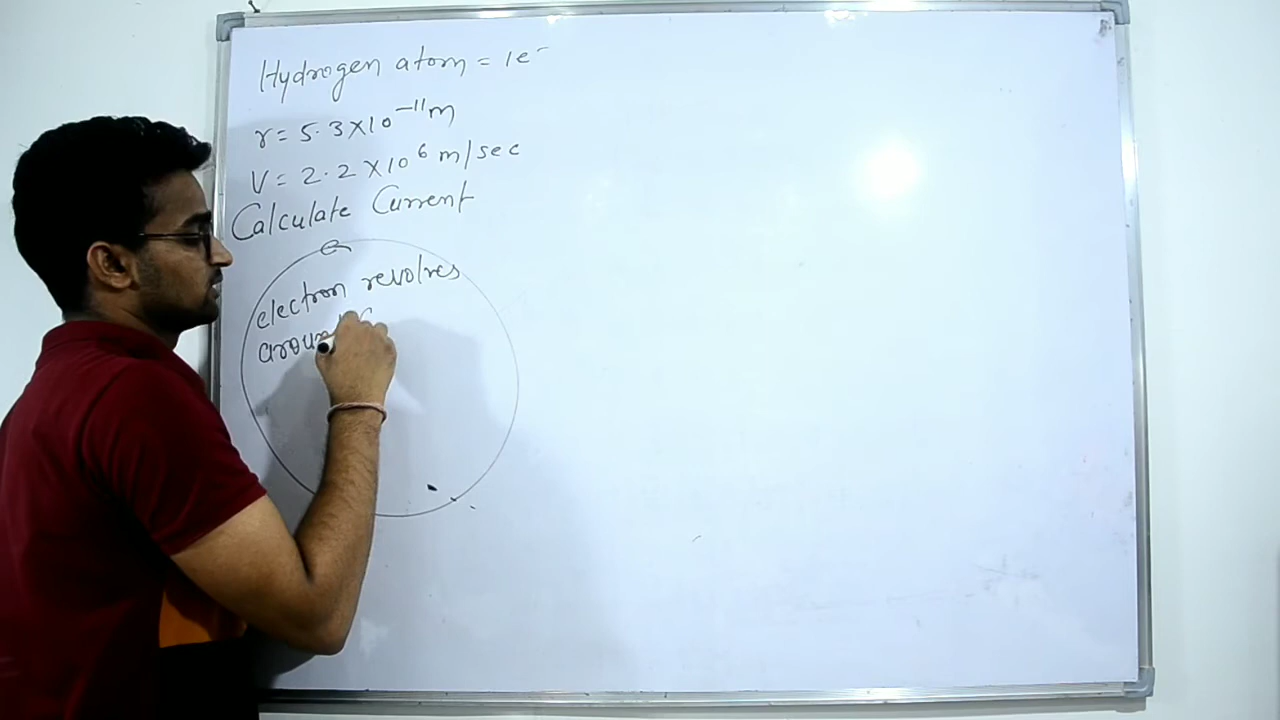 Hydrogen atom = 1e⁻
r = 5.3×10⁻¹¹m
V = 2.2×10⁶ m/sec
Calculate Current
electron revolves